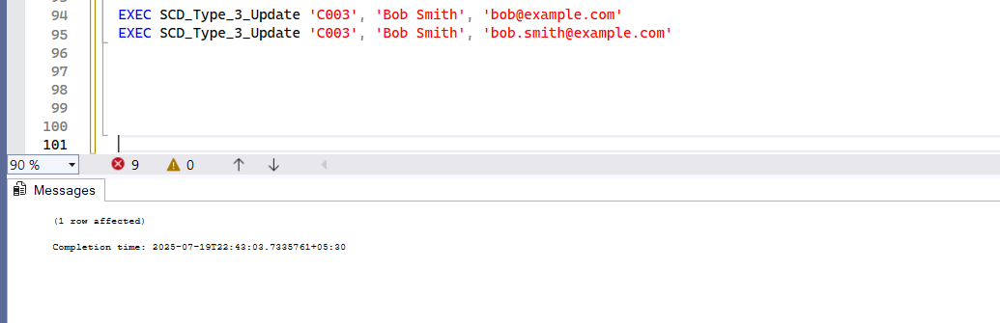 94 EXEC SCD_Type_3_Update 'C003', 'Bob Smith', 'bob@example.com'
95 EXEC SCD_Type_3_Update 'C003', 'Bob Smith', 'bob.smith@example.com'
96
97
98
99
100
101
90 % 9 0
Messages
(1 row affected)
Completion time: 2025-07-19T22:43:03.7335761+05:30